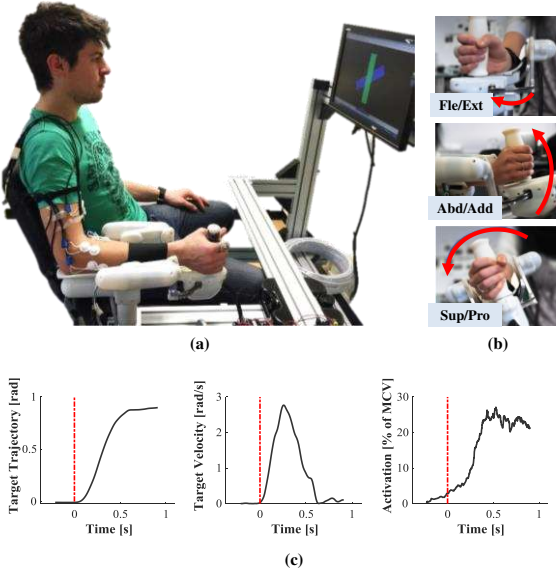 Fle/Ext
Abd/Add
Sup/Pro
(a)
(b)
Target Trajectory [rad]
1
0.5
0
0
0.5
1
Time [s]
Target Velocity [rad/s]
3
2
1
0
0
0.5
1
Time [s]
Activation [% of MCV]
30
20
10
0
0
0.5
1
Time [s]
(c)